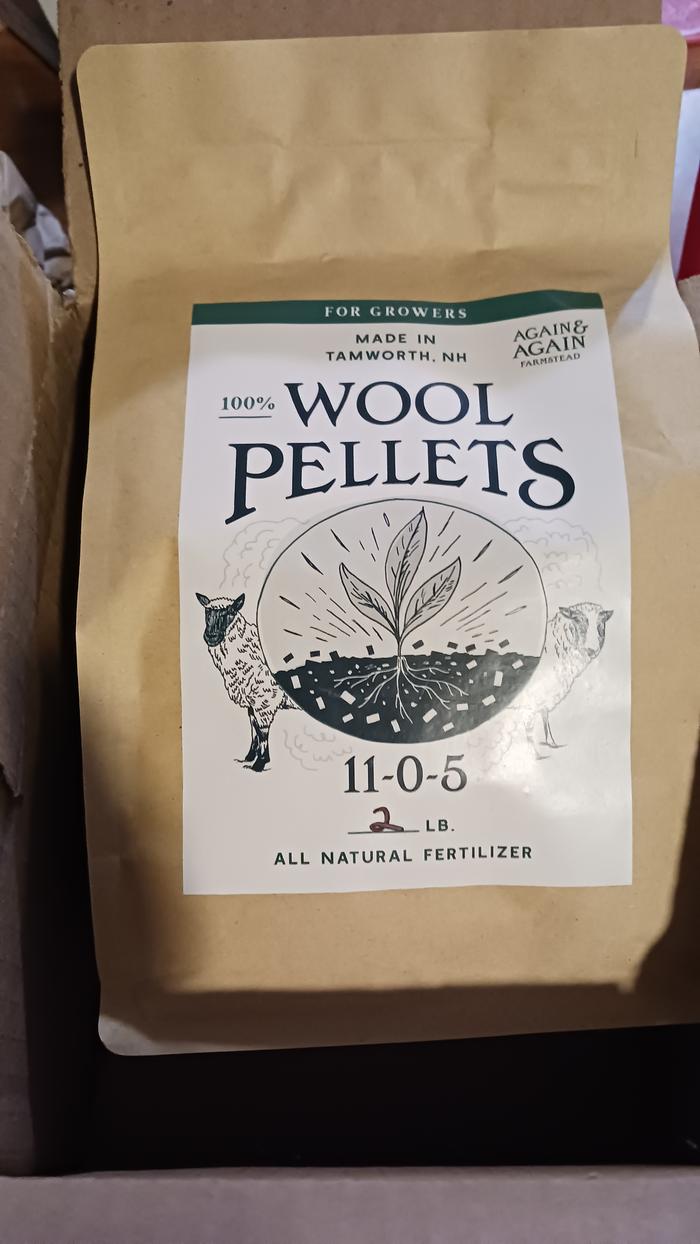 FOR GROWERS
MADE IN
TAMWORTH, NH
AGAIN &
AGAIN
FARMSTEAD
100% WOOL
PELLETS
11-0-5
2 LB.
ALL NATURAL FERTILIZER